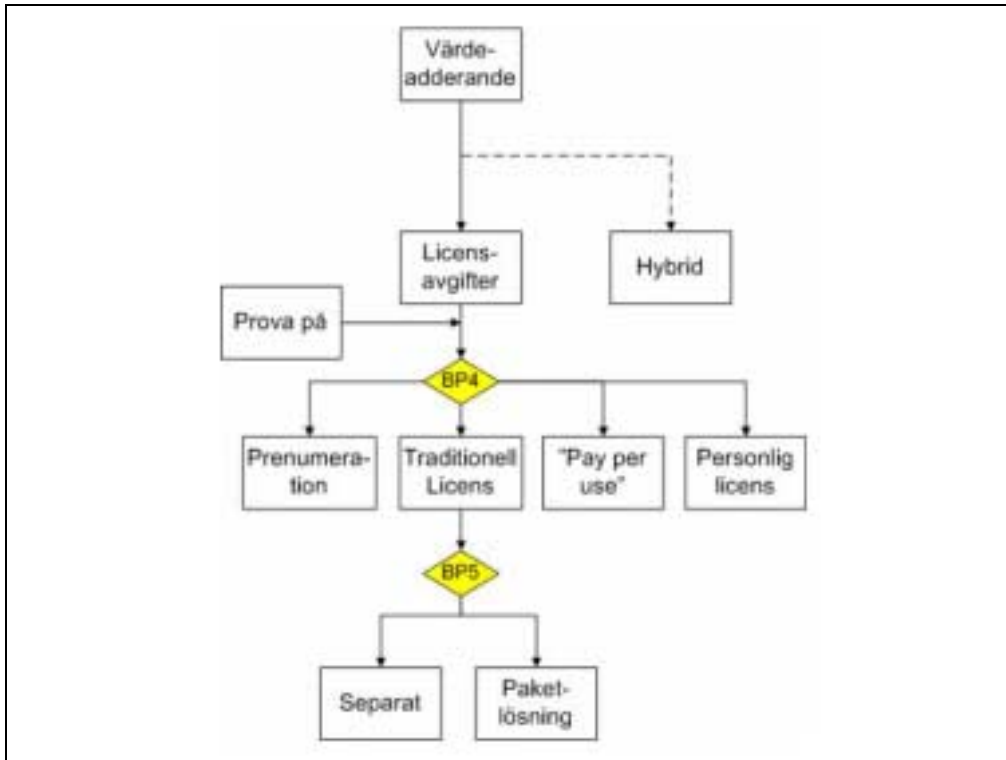 Värde-
adderande
Licens-
avgifter
Hybrid
Prova på
BP4
Prenumera-
tion
Traditionell
Licens
"Pay per
use"
Personlig
licens
BP5
Separat
Paket-
lösning